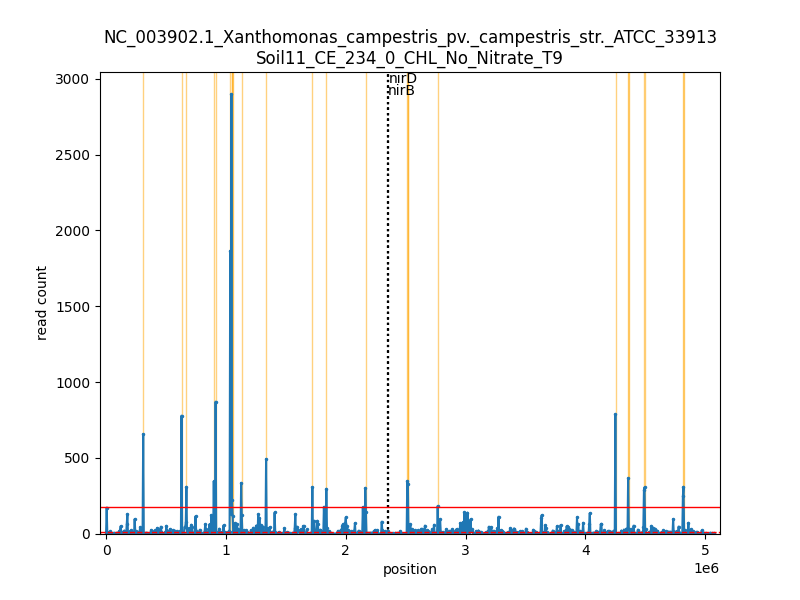 NC_003902.1_Xanthomonas_campestris_pv._campestris_str._ATCC_33913
Soil11_CE_234_0_CHL_No_Nitrate_T9
nirD
nirB
3000
2500
2000
1500
1000
500
0
read count
0 1 2 3 4 5
1e6
position